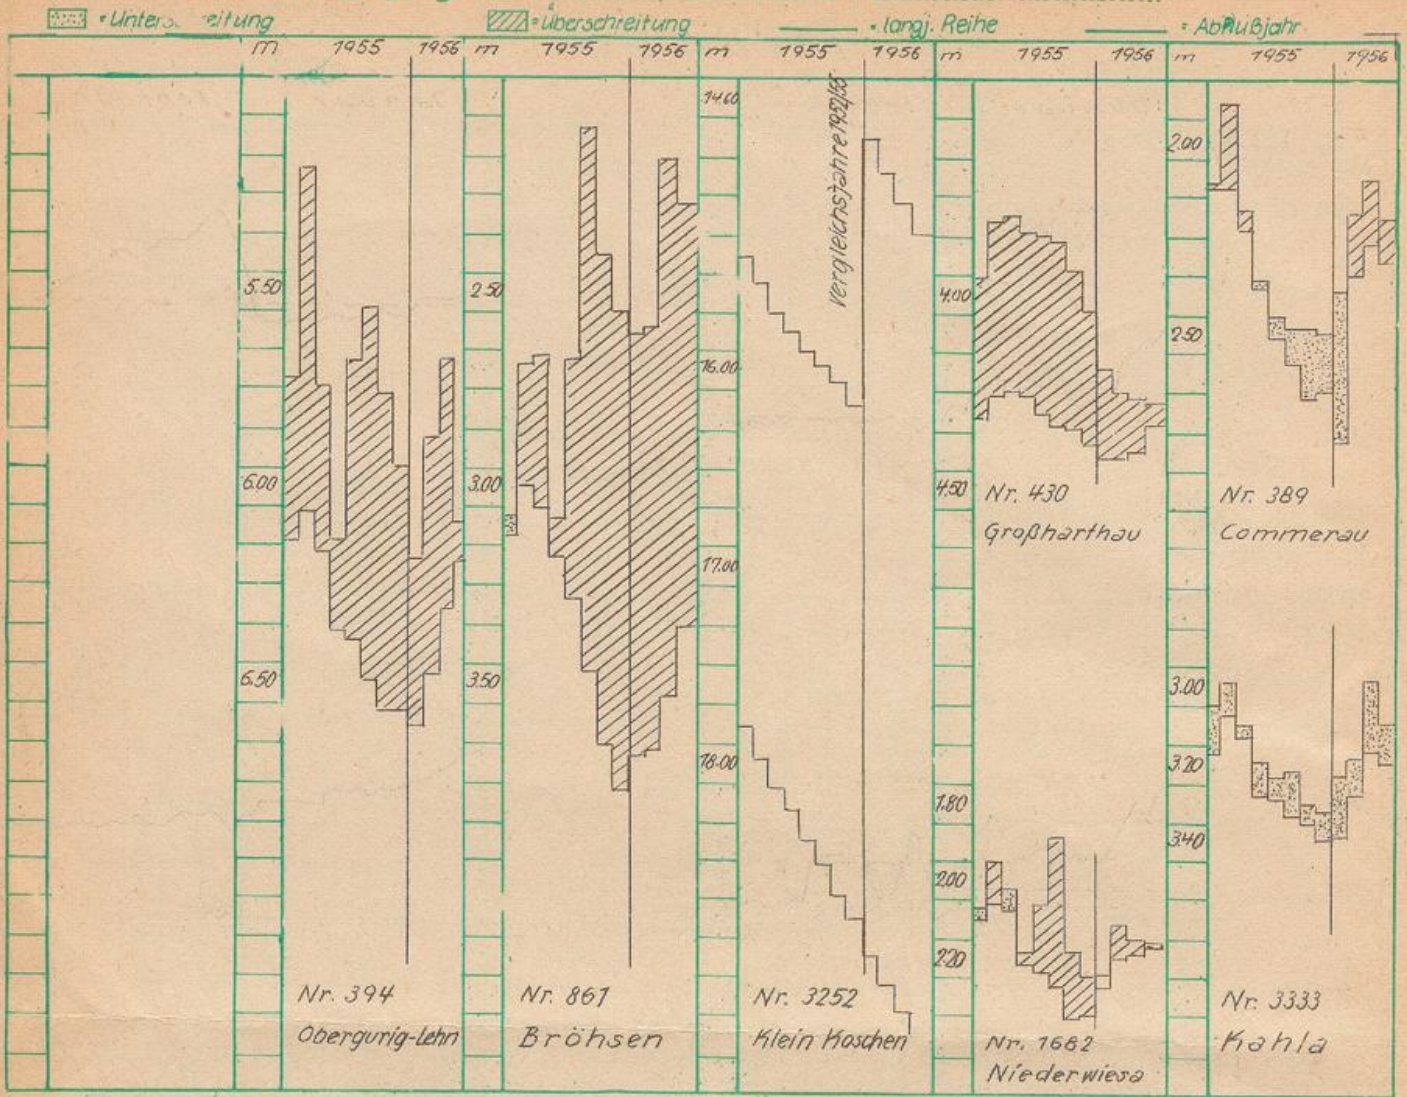 = Überschreitung
= langj. Reihe
= Abflußjahr
m 1955 1956 m 1955 1956 m 1955 1956 m 1955 1956 m 1955 1956
Vergleichsjahre 1952/55
5.50
6.00
6.50
Nr. 394
Obergurig-Lehn
2.50
3.00
3.50
Nr. 861
Bröhsen
14.60
16.00
17.00
18.00
Nr. 3252
Klein Koschen
4.00
4.50
Nr. 430
Großharthau
1.80
2.00
2.20
Nr. 1682
Niederwiesa
2.00
2.50
Nr. 389
Commerau
3.00
3.20
3.40
Nr. 3333
Kahla